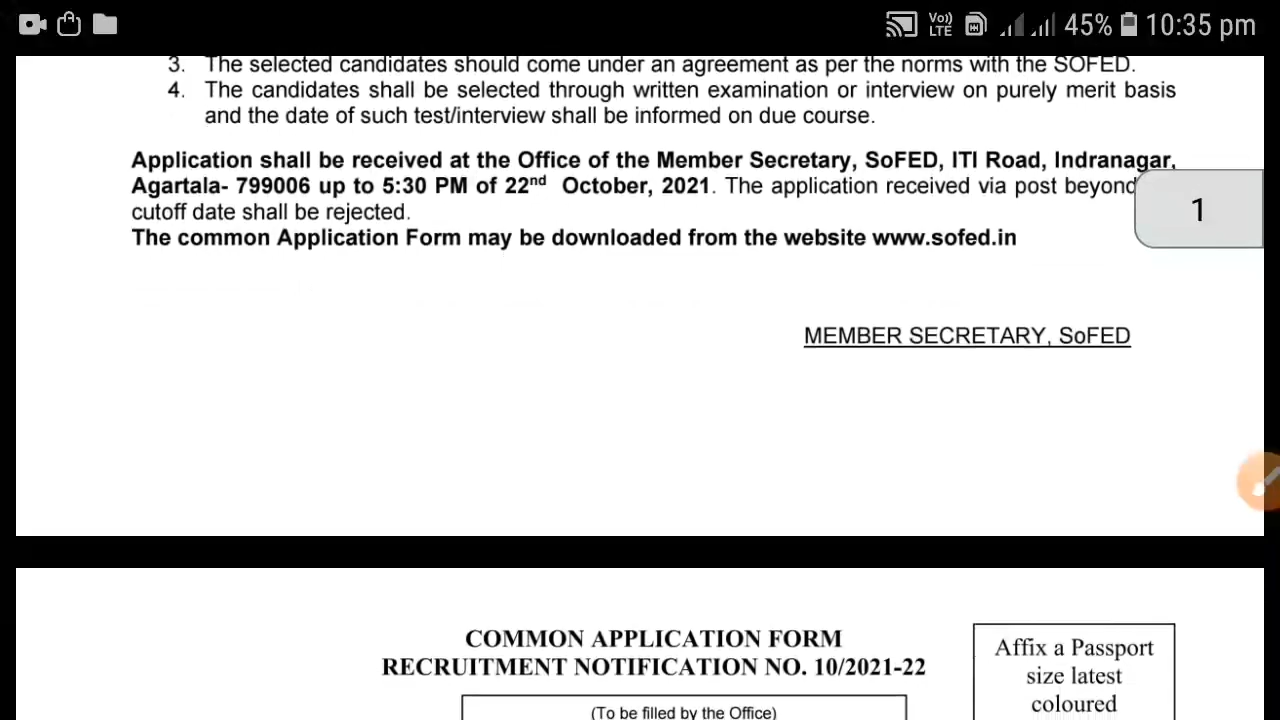 Vo)) LTE 45% 10:35 pm
3. The selected candidates should come under an agreement as per the norms with the SOFED.
4. The candidates shall be selected through written examination or interview on purely merit basis
and the date of such test/interview shall be informed on due course.
Application shall be received at the Office of the Member Secretary, SoFED, ITI Road, Indranagar,
Agartala- 799006 up to 5:30 PM of 22nd October, 2021. The application received via post beyond
cutoff date shall be rejected.
1
The common Application Form may be downloaded from the website www.sofed.in
MEMBER SECRETARY, SoFED
COMMON APPLICATION FORM
RECRUITMENT NOTIFICATION NO. 10/2021-22
(To be filled by the Office)
Affix a Passport
size latest
coloured